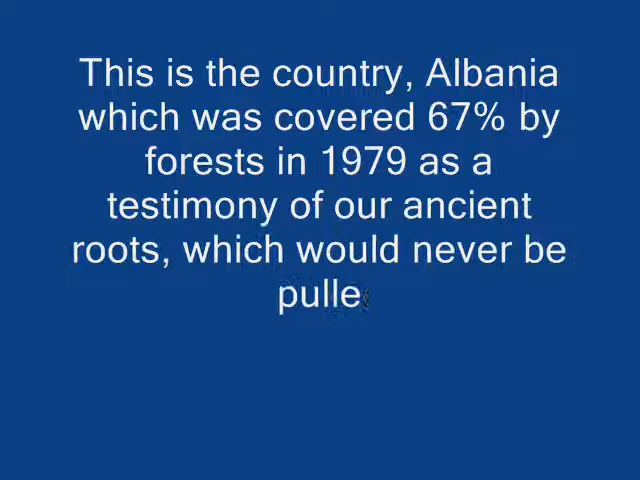 This is the country, Albania
which was covered 67% by
forests in 1979 as a
testimony of our ancient
roots, which would never be
pulle